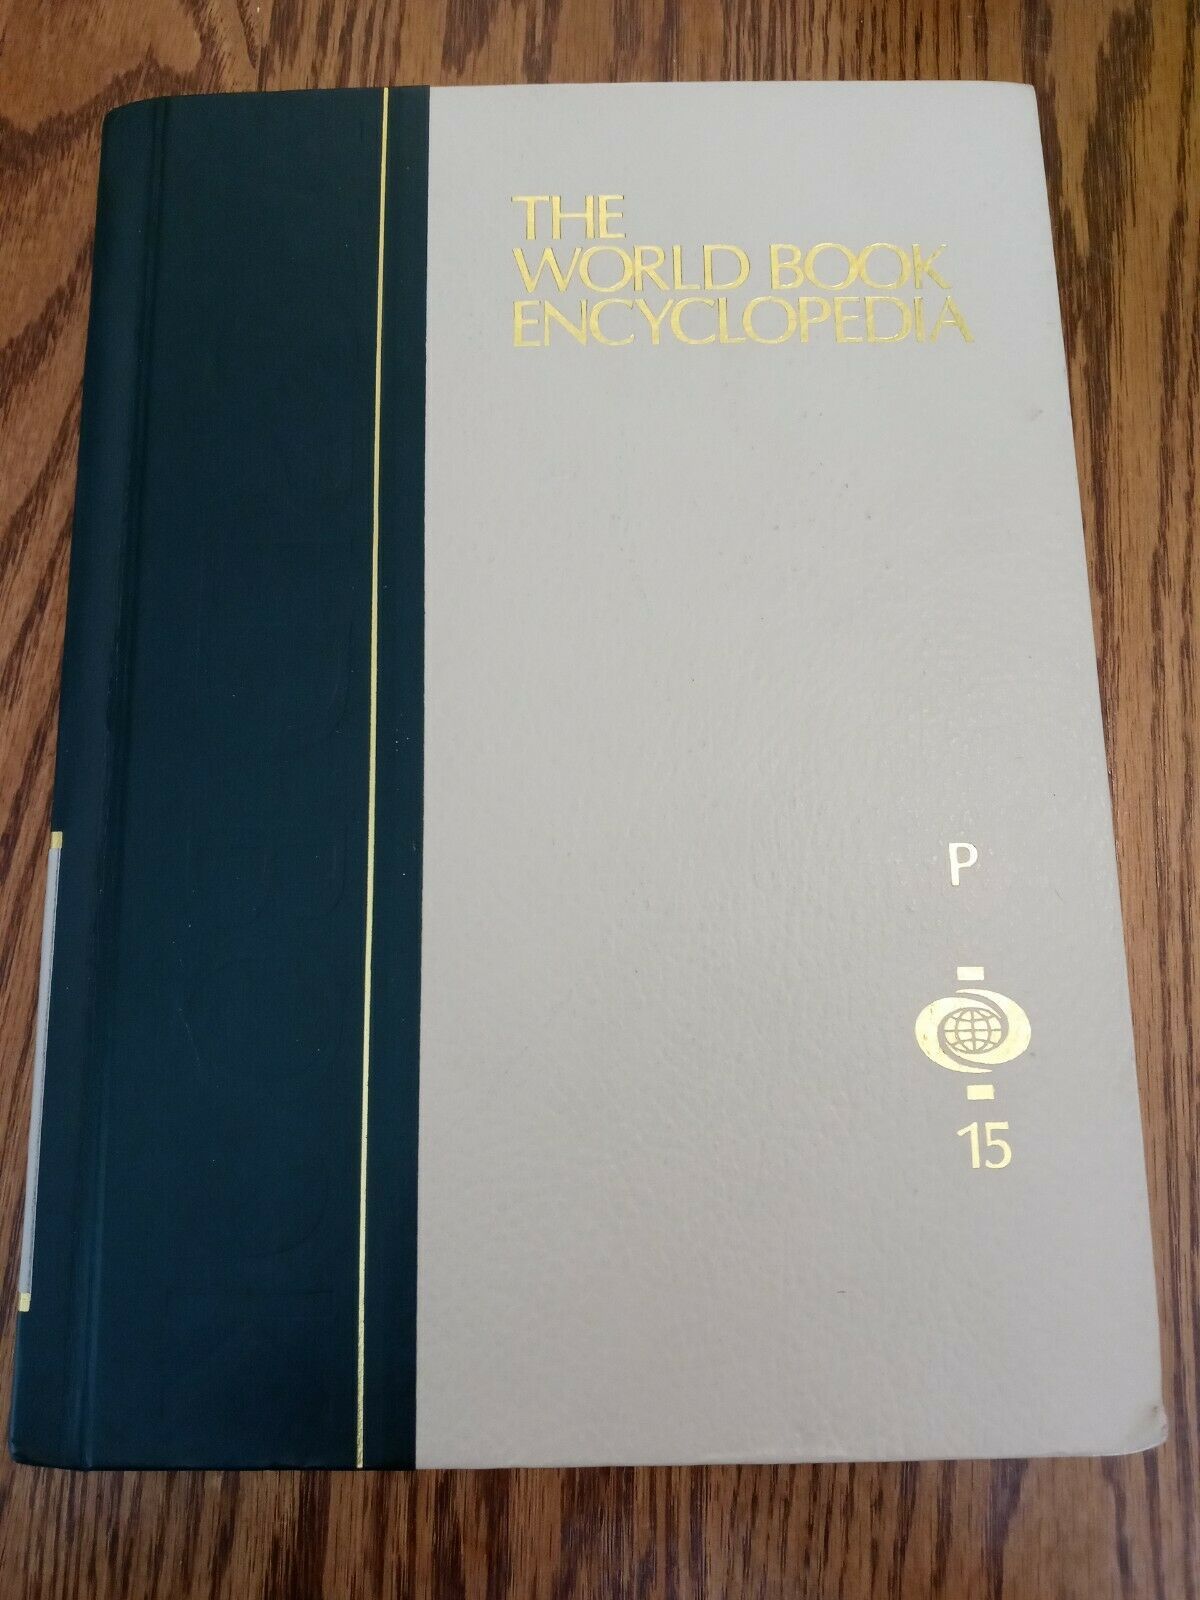 THE
WORLD BOOK
ENCYCLOPEDIA
P
15